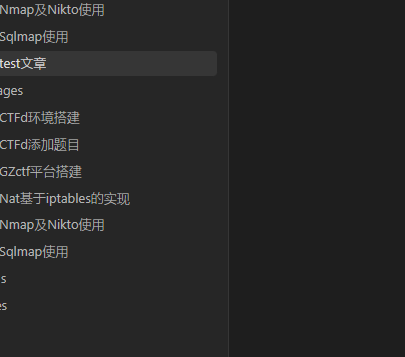 Nmap及Nikto使用
Sqlmap使用
test文章
ages
CTFd环境搭建
CTFd添加题目
GZctf平台搭建
Nat基于iptables的实现
Nmap及Nikto使用
Sqlmap使用
s
es